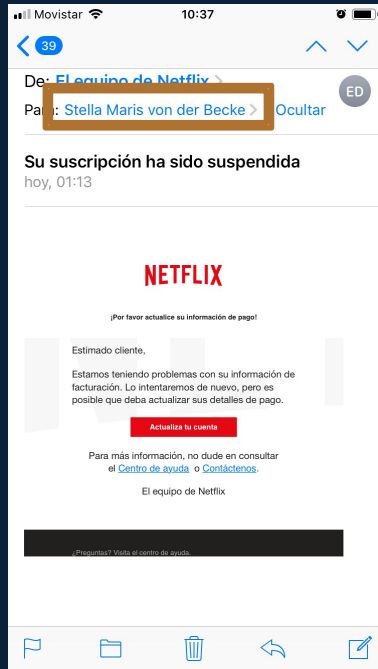 Movistar 10:37
39
De: El equipo de Netflix
ED
Para: Stella Maris von der Becke Ocultar
Su suscripción ha sido suspendida
hoy, 01:13
NETFLIX
¡Por favor actualice su información de pago!
Estimado cliente,
Estamos teniendo problemas con su información de
facturación. Lo intentaremos de nuevo, pero es
posible que deba actualizar sus detalles de pago.
Actualiza tu cuenta
Para más información, no dude en consultar
el Centro de ayuda o Contáctenos.
El equipo de Netflix
¿Preguntas? Visita el centro de ayuda.